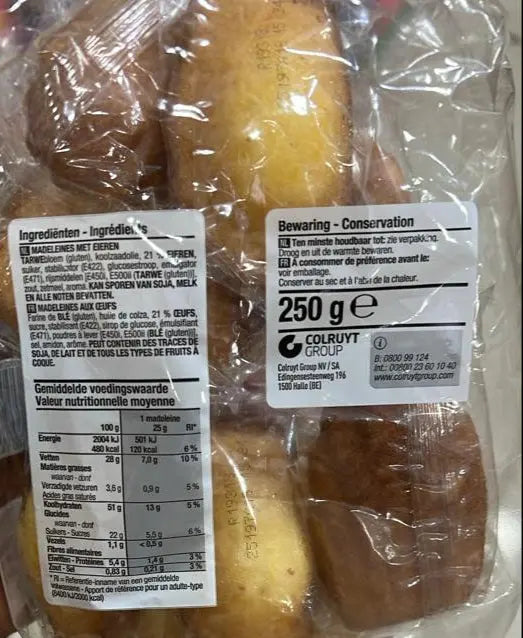 Ingrediënten - Ingrédients
NL MADELEINES MET EIEREN
TARWEbloem (gluten), koolzaadolie, 21 % EIEREN,
suiker, stabilisator (E422), glucosestroop, emulgator
(E471), rijsmiddelen (E450i, E500ii (TARWE (gluten))),
zout, zetmeel, aroma. KAN SPOREN VAN SOJA, MELK
EN ALLE NOTEN BEVATTEN.
FR MADELEINES AUX ŒUFS
Farine de BLÉ (gluten), huile de colza, 21 % ŒUFS,
sucre, stabilisant (E422), sirop de glucose, émulsifiant
(E471), poudres à lever (E450i, E500ii (BLÉ (gluten))),
sel, amidon, arôme. PEUT CONTENIR DES TRACES DE
SOJA, DE LAIT ET DE TOUS LES TYPES DE FRUITS À
COQUE.
Gemiddelde voedingswaarde
Valeur nutritionnelle moyenne
1 madeleine
100 g 25 g RI*
Energie 2004 kJ 501 kJ
480 kcal 120 kcal 6 %
Vetten 28 g 7,0 g 10 %
Matières grasses
waarvan - dont
Verzadigde vetzuren 3,6 g 0,9 g 5 %
Acides gras saturés
Koolhydraten 51 g 13 g 5 %
Glucides
waarvan - dont
Suikers - Sucres 22 g 5,5 g 6 %
Vezels 1,1 g <0,5 g
Fibres alimentaires
Eiwitten - Protéines 5,4 g 1,4 g 3 %
Zout - Sel 0,83 g 0,21 g 3 %
* RI = Referentie-inname van een gemiddelde
volwassene - Apport de référence pour un adulte-type
(8400 kJ/2000 kcal)
Bewaring - Conservation
NL Ten minste houdbaar tot: zie verpakking.
Droog en uit de warmte bewaren.
FR À consommer de préférence avant le:
voir emballage.
Conserver au sec et à l'abri de la chaleur.
250 g e
COLRUYT
GROUP
Colruyt Group NV / SA
Edingensesteenweg 196
1500 Halle (BE)
B: 0800 99 124
Int.: 00800 23 60 10 40
www.colruytgroup.com